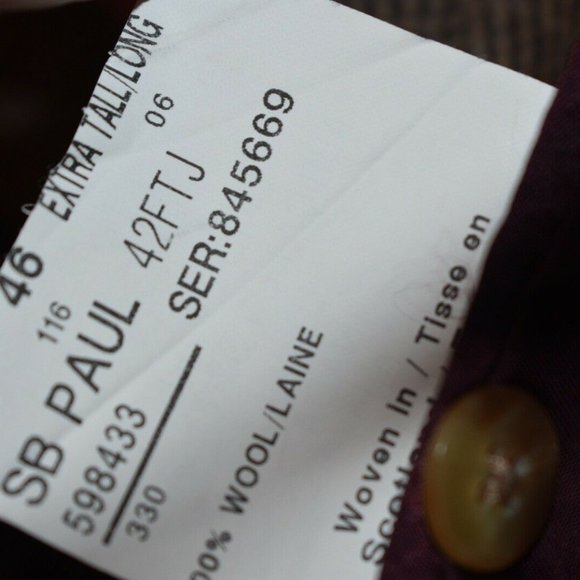 46 EXTRA TALL/LONG
116 06
SB PAUL 42FTJ
598433 SER:845669
330
00% WOOL/LAINE
Woven in / Tisse en